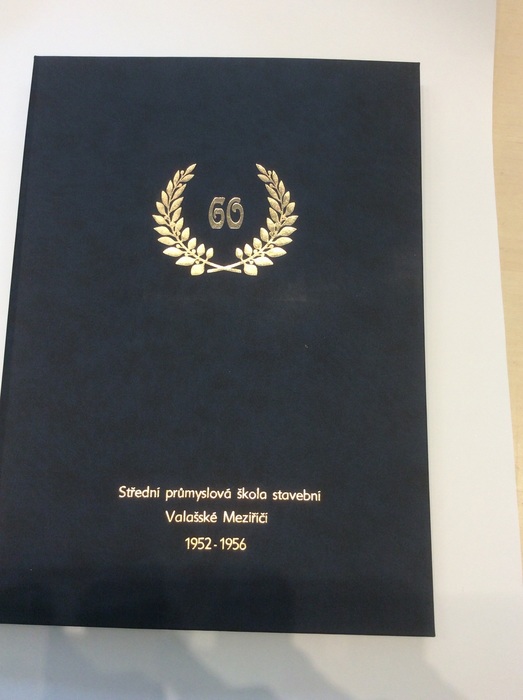 60
Střední průmyslová škola stavební
Valašské Meziříčí
1952-1956